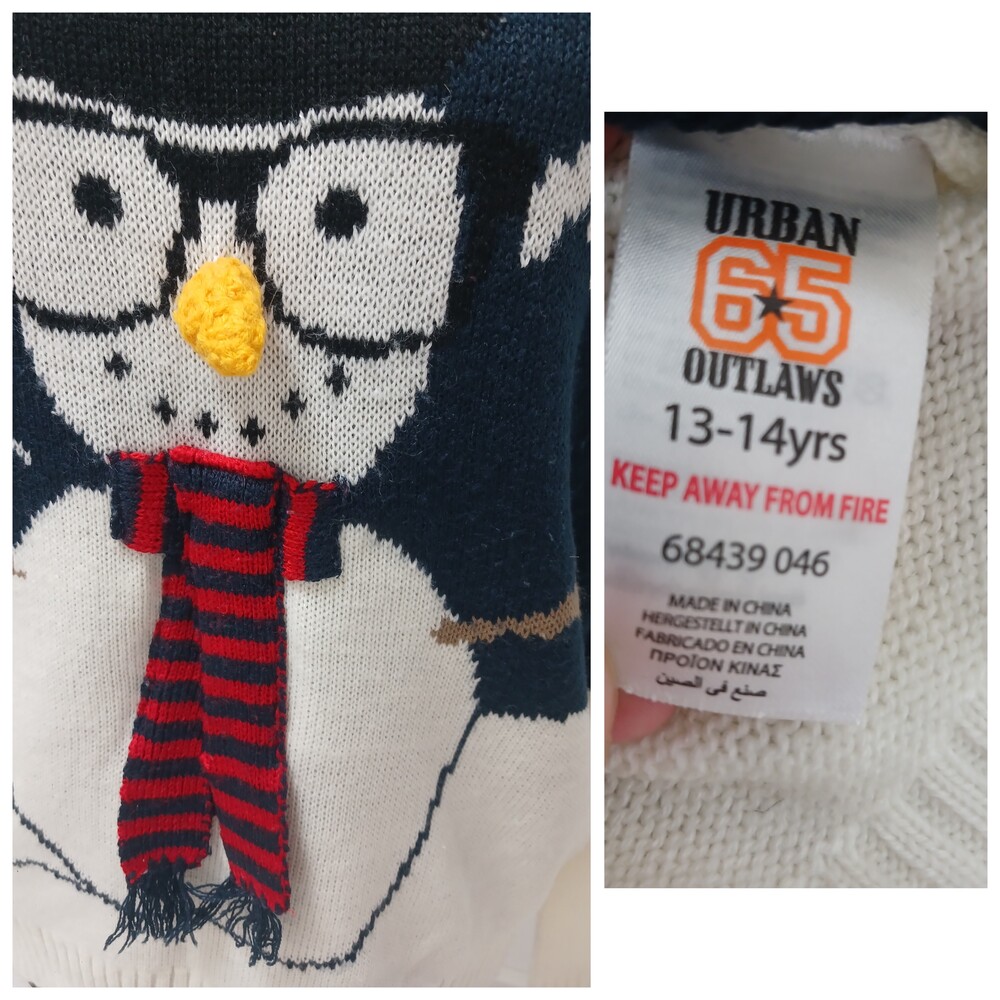 URBAN
65
OUTLAWS
13-14yrs
KEEP AWAY FROM FIRE
68439 046
MADE IN CHINA
HERGESTELLT IN CHINA
FABRICADO EN CHINA
ΠΡΟΪΟΝ ΚΙΝΑΣ
صنع في الصين